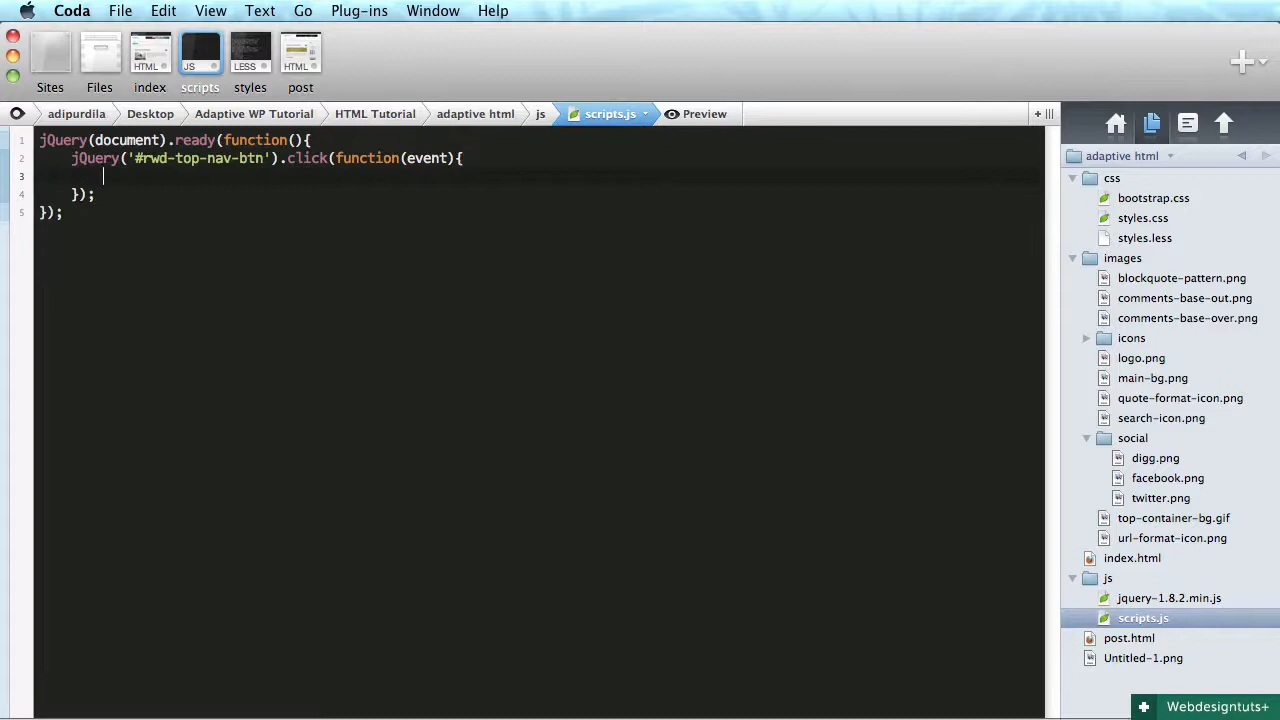 Coda File Edit View Text Go Plug-ins Window Help
HTML JS LESS HTML
Sites Files index scripts styles post
adipurdila Desktop Adaptive WP Tutorial HTML Tutorial adaptive html js scripts.js Preview
1 jQuery(document).ready(function(){
2 jQuery('#rwd-top-nav-btn').click(function(event){
3
4 });
5 });
adaptive html
css
bootstrap.css
styles.css
styles.less
images
blockquote-pattern.png
comments-base-out.png
comments-base-over.png
icons
logo.png
main-bg.png
quote-format-icon.png
search-icon.png
social
digg.png
facebook.png
twitter.png
top-container-bg.gif
url-format-icon.png
index.html
js
jquery-1.8.2.min.js
scripts.js
post.html
Untitled-1.png
Webdesigntuts+